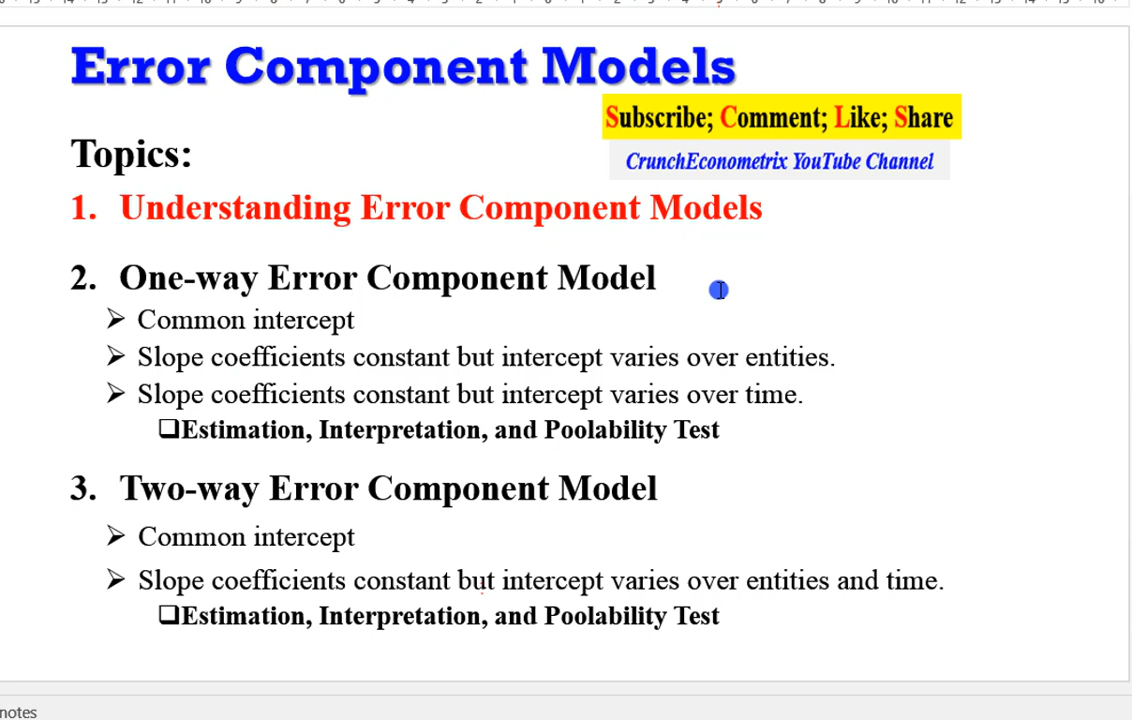 Error Component Models
Subscribe; Comment; Like; Share
CrunchEconometrix YouTube Channel
Topics:
1. Understanding Error Component Models
2. One-way Error Component Model
Common intercept
Slope coefficients constant but intercept varies over entities.
Slope coefficients constant but intercept varies over time.
Estimation, Interpretation, and Poolability Test
3. Two-way Error Component Model
Common intercept
Slope coefficients constant but intercept varies over entities and time.
Estimation, Interpretation, and Poolability Test
notes